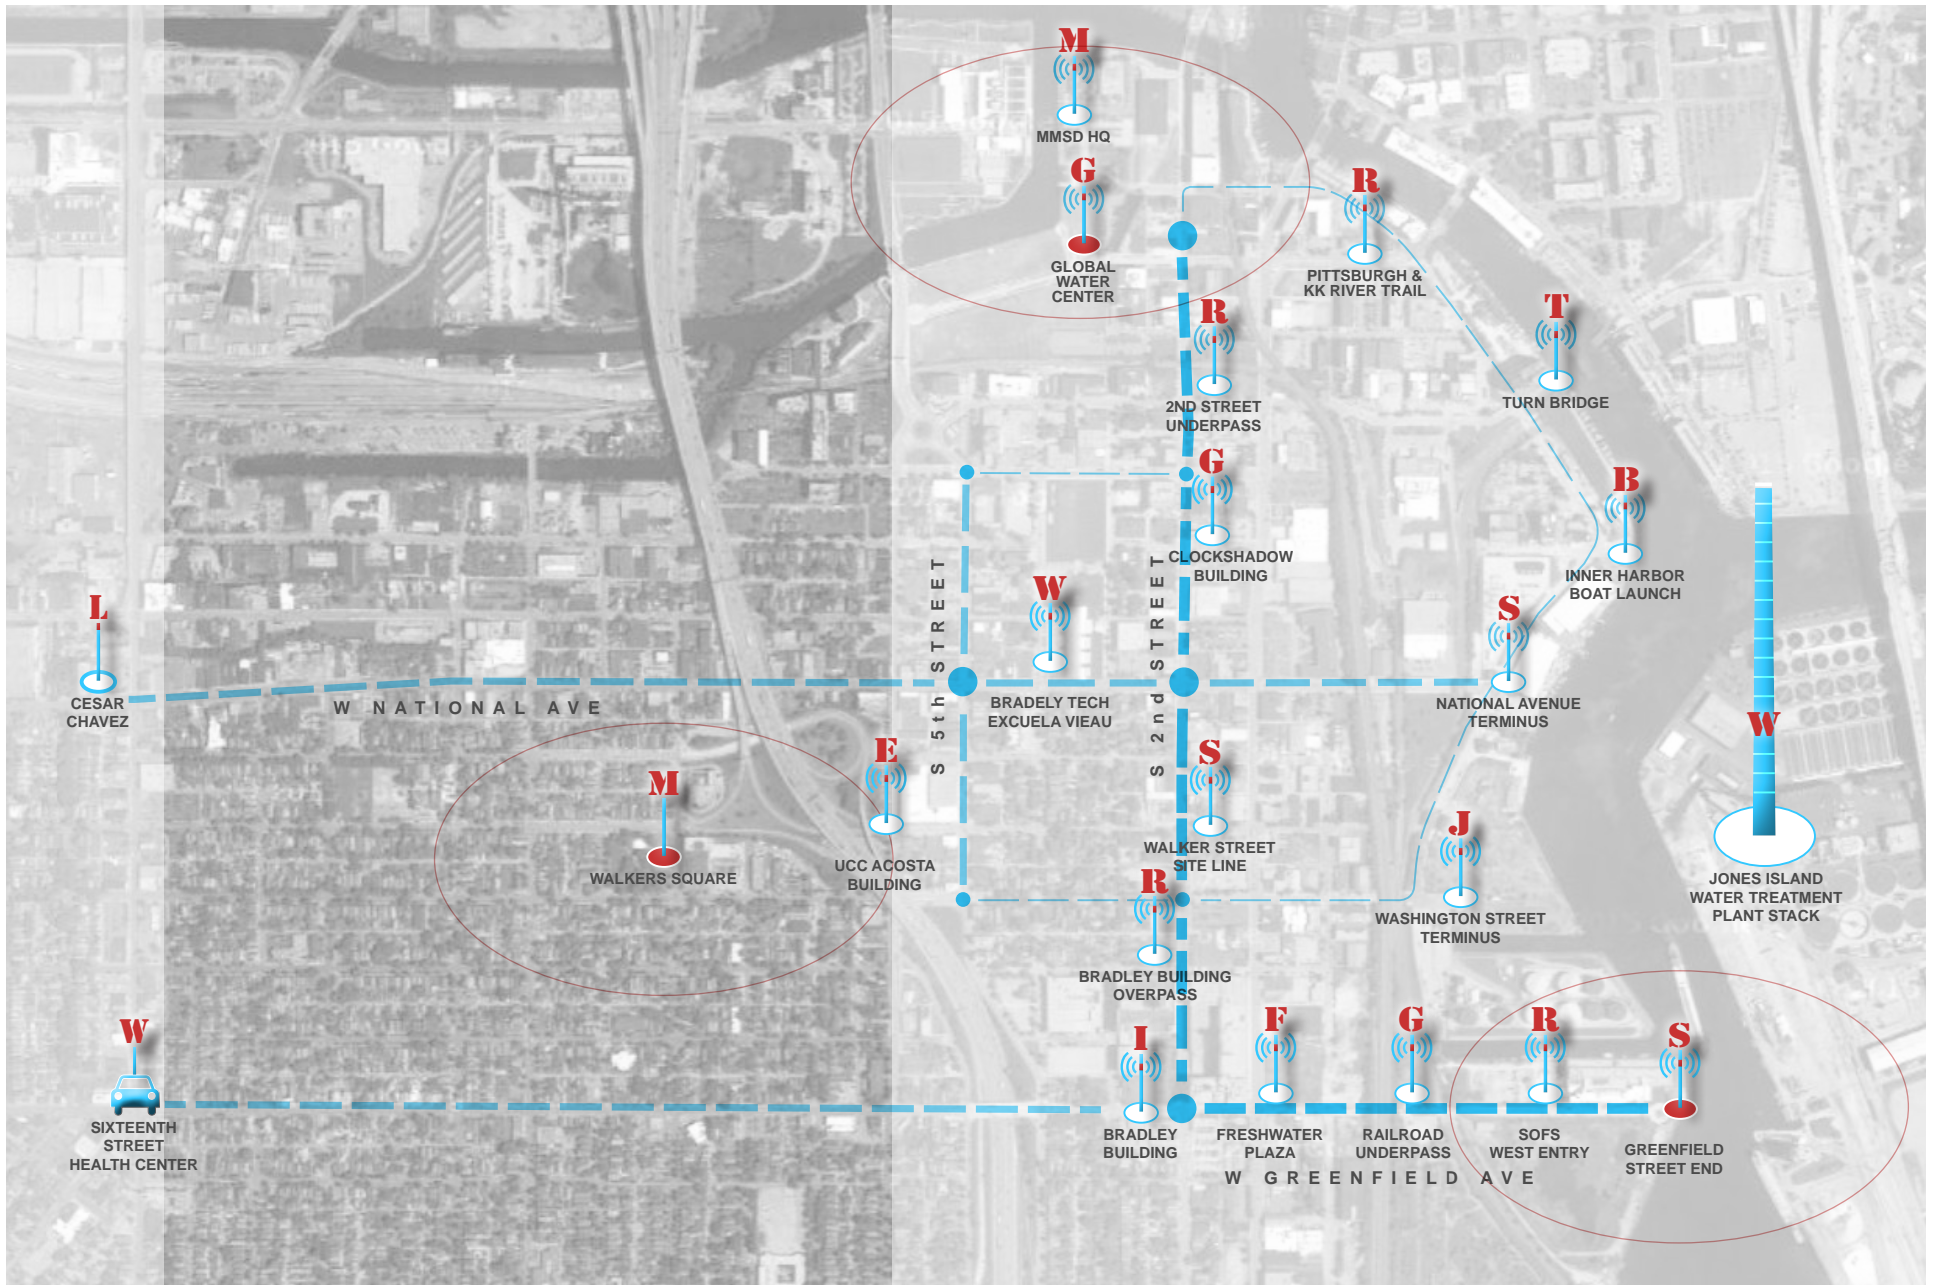 M
MMSD HQ
G
GLOBAL
WATER
CENTER
R
PITTSBURGH &
KK RIVER TRAIL
R
2ND STREET
UNDERPASS
T
TURN BRIDGE
G
CLOCKSHADOW
BUILDING
B
INNER HARBOR
BOAT LAUNCH
L
CESAR
CHAVEZ
W NATIONAL AVE
S 5th STREET
W
BRADELY TECH
EXCUELA VIEAU
S 2nd STREET
S
NATIONAL AVENUE
TERMINUS
W
JONES ISLAND
WATER TREATMENT
PLANT STACK
M
WALKERS SQUARE
E
UCC ACOSTA
BUILDING
S
WALKER STREET
SITE LINE
J
WASHINGTON STREET
TERMINUS
R
BRADLEY BUILDING
OVERPASS
W
SIXTEENTH
STREET
HEALTH CENTER
I
BRADLEY
BUILDING
F
FRESHWATER
PLAZA
G
RAILROAD
UNDERPASS
R
SOFS
WEST ENTRY
S
GREENFIELD
STREET END
W GREENFIELD AVE